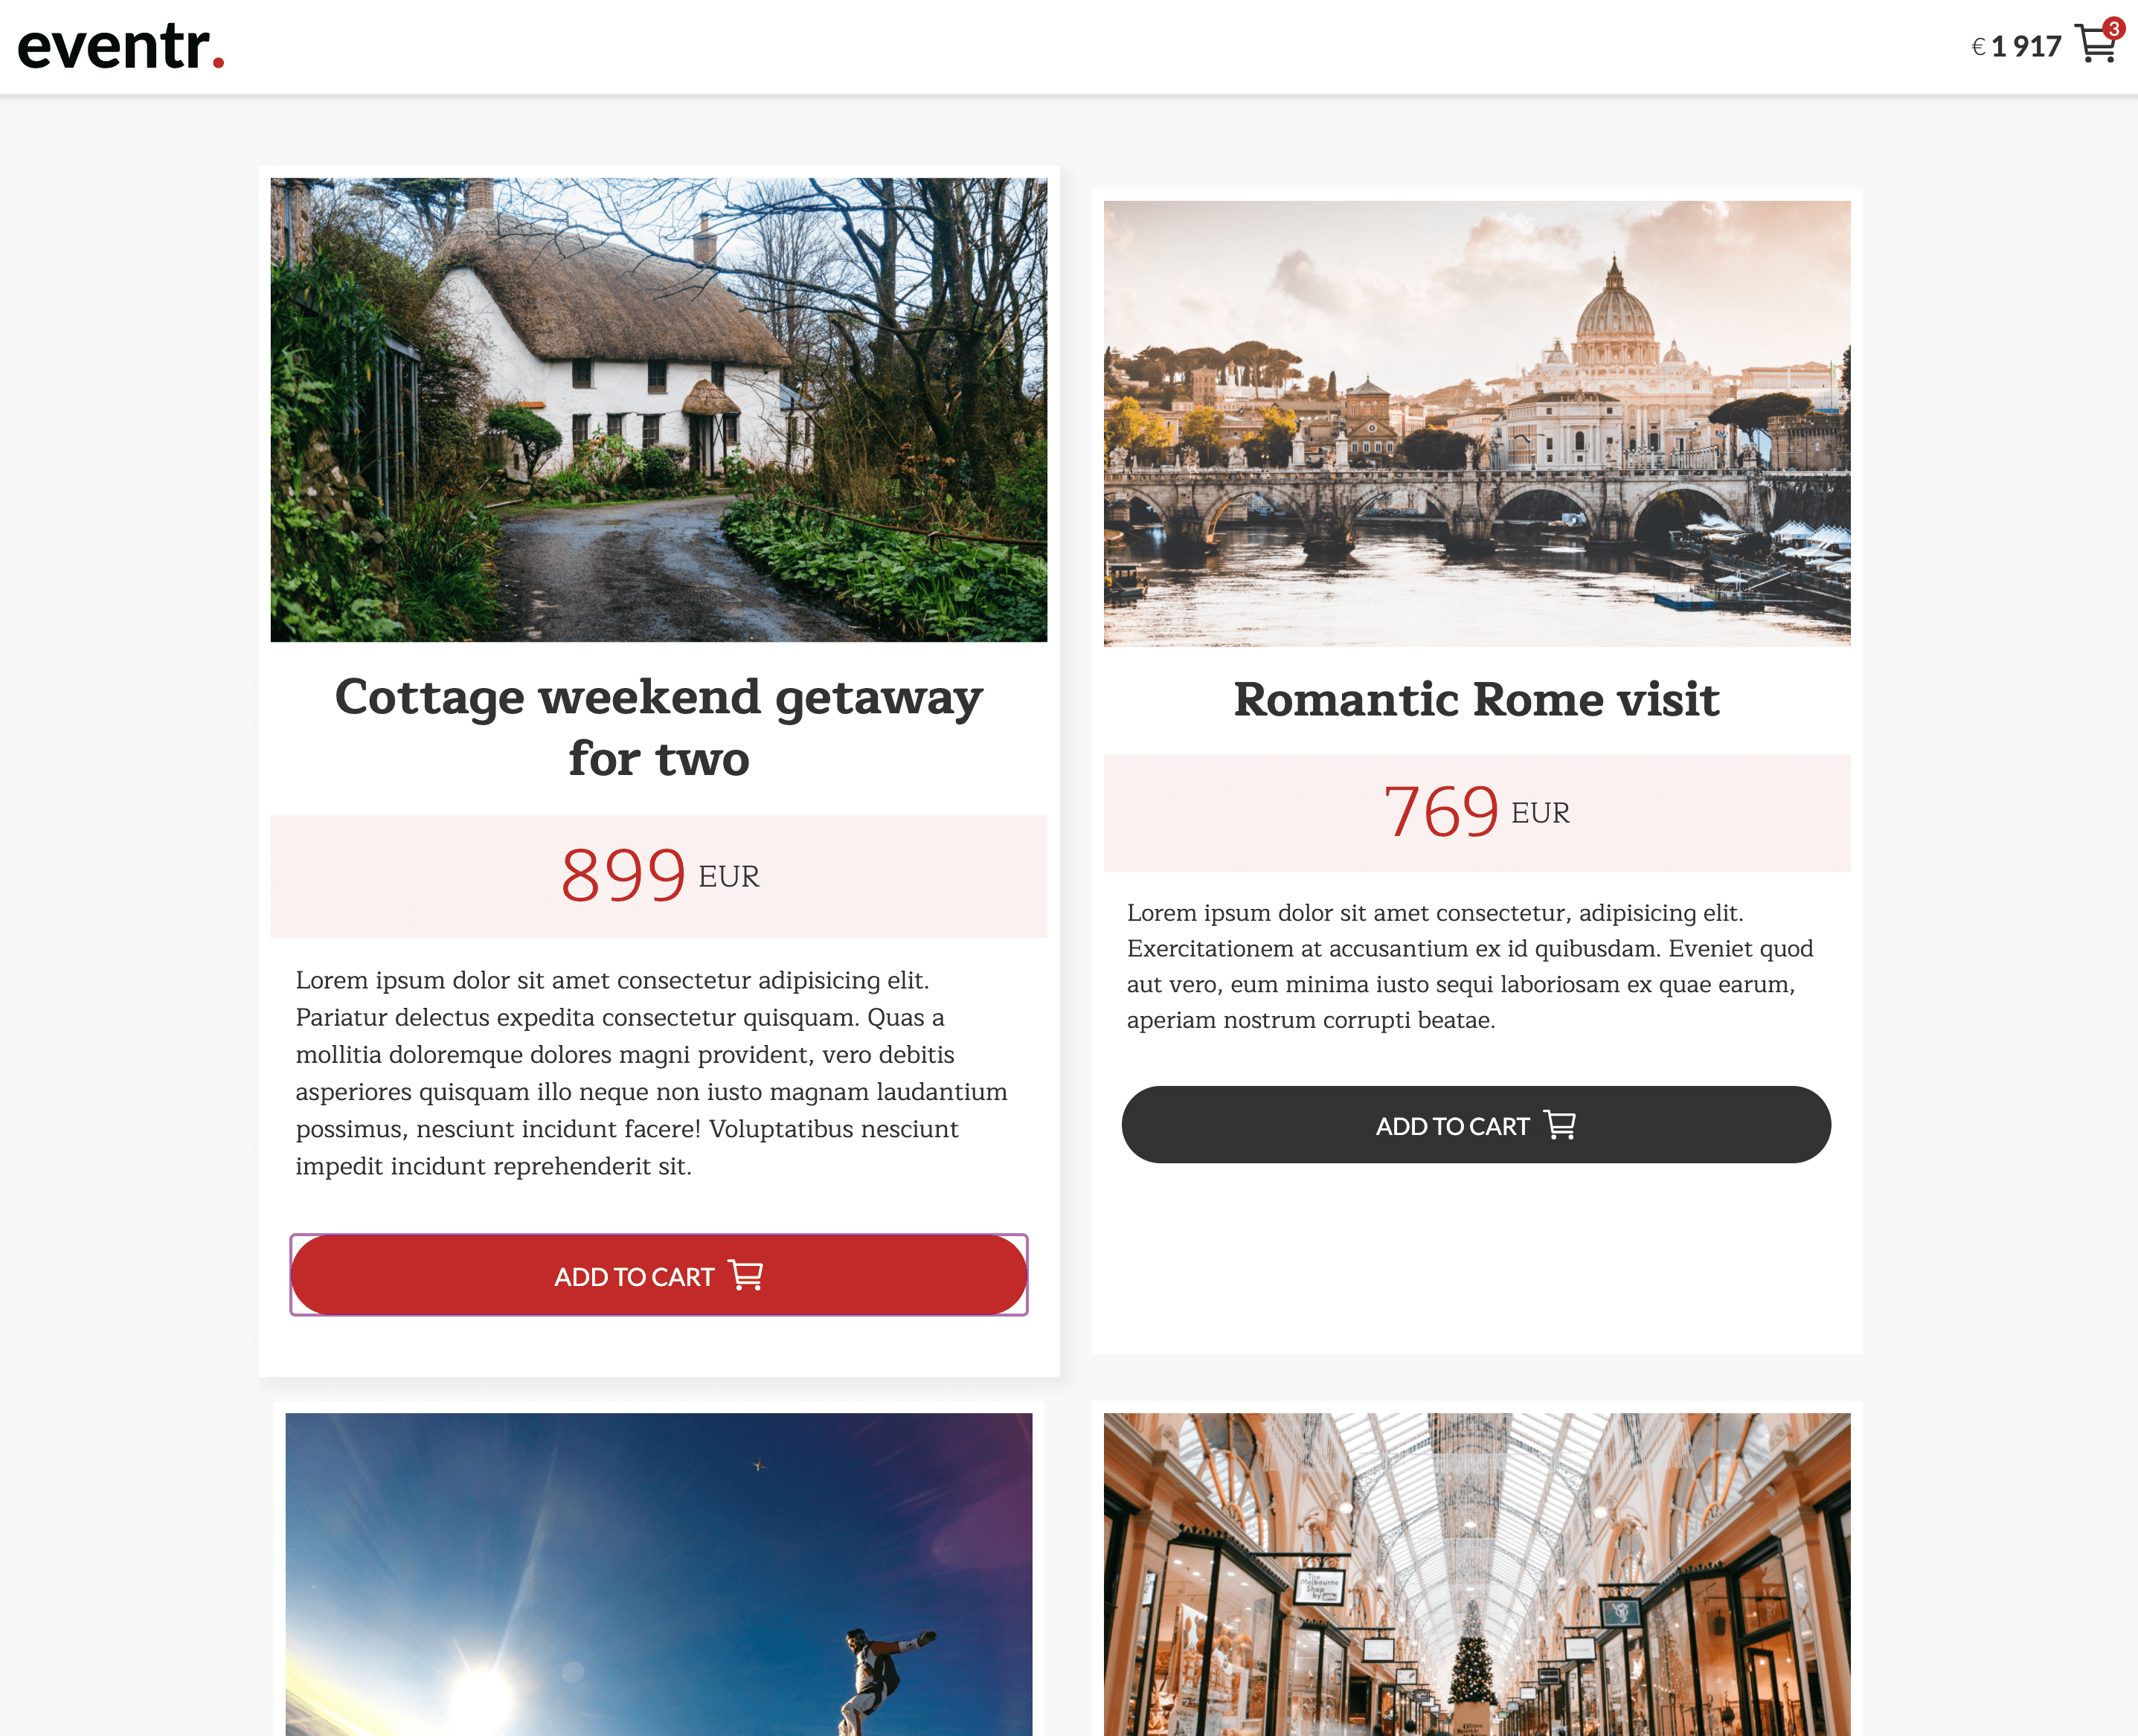 eventr.
€ 1 917
3
Cottage weekend getaway
for two
899 EUR
Lorem ipsum dolor sit amet consectetur adipisicing elit.
Pariatur delectus expedita consectetur quisquam. Quas a
mollitia doloremque dolores magni provident, vero debitis
asperiores quisquam illo neque non iusto magnam laudantium
possimus, nesciunt incidunt facere! Voluptatibus nesciunt
impedit incidunt reprehenderit sit.
ADD TO CART
Romantic Rome visit
769 EUR
Lorem ipsum dolor sit amet consectetur, adipisicing elit.
Exercitationem at accusantium ex id quibusdam. Eveniet quod
aut vero, eum minima iusto sequi laboriosam ex quae earum,
aperiam nostrum corrupti beatae.
ADD TO CART
The
Melbourne
Shop
by